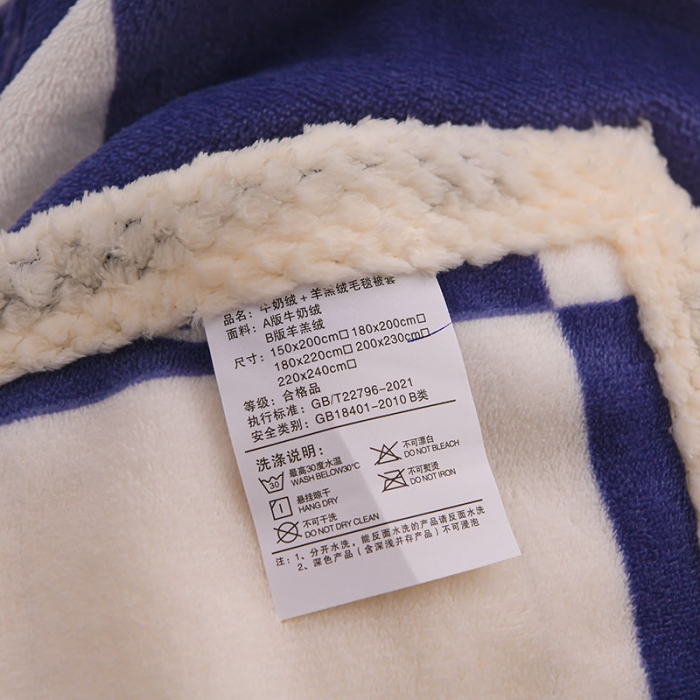 品名：牛奶绒＋羊羔绒毛毯被套
面料：A版牛奶绒
B版羊羔绒
尺寸：150x200cm□ 180x200cm□
180x220cm□ 200x230cm□
220x240cm□
等级：合格品
执行标准：GB/T22796-2021
安全类别：GB18401-2010 B类
洗涤说明：
30 最高30度水温
WASH BELOW30°C
不可漂白
DO NOT BLEACH
悬挂晾干
HANG DRY
不可熨烫
DO NOT IRON
不可干洗
DO NOT DRY CLEAN
注：1、分开水洗，能反面水洗的产品请反面水洗
2、深色产品（含深浅并存产品）不可浸泡